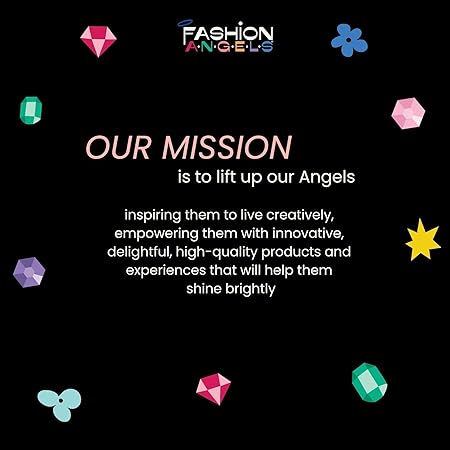 FASHION
A·N·G·E·L·S
OUR MISSION
is to lift up our Angels
inspiring them to live creatively,
empowering them with innovative,
delightful, high-quality products and
experiences that will help them
shine brightly